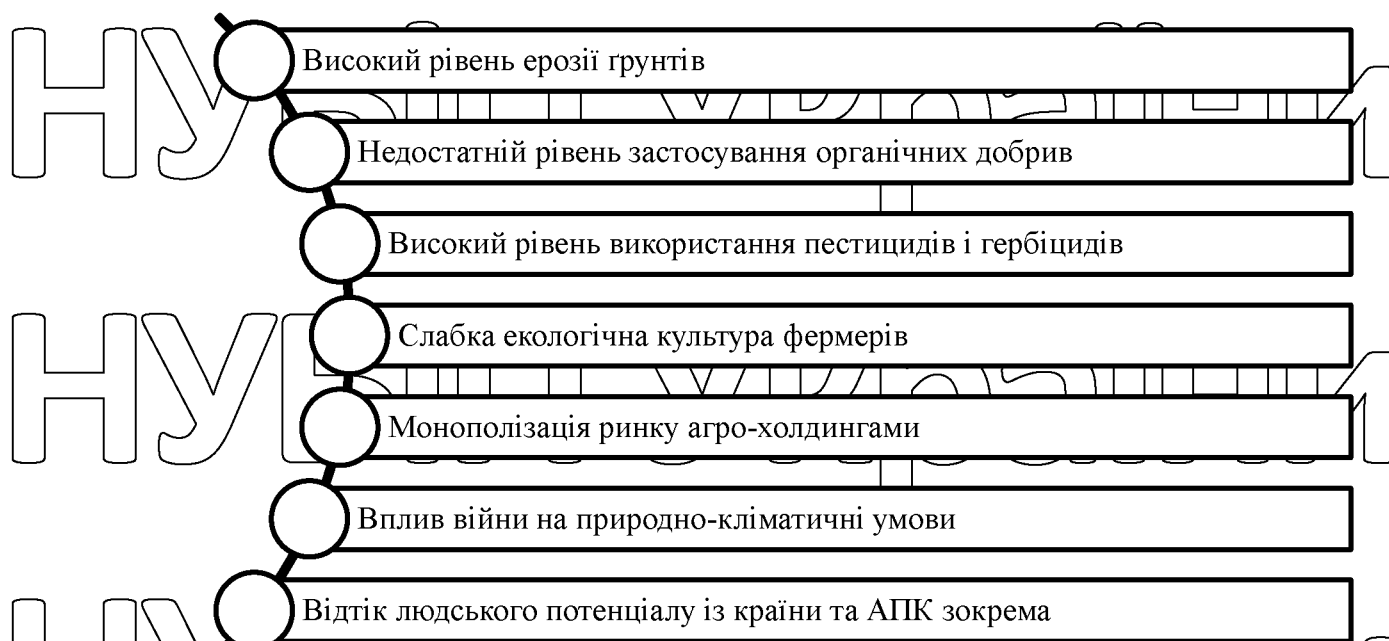 Високий рівень ерозії ґрунтів
Недостатній рівень застосування органічних добрив
Високий рівень використання пестицидів і гербіцидів
Слабка екологічна культура фермерів
Монополізація ринку агро-холдингами
Вплив війни на природно-кліматичні умови
Відтік людського потенціалу із країни та АПК зокрема